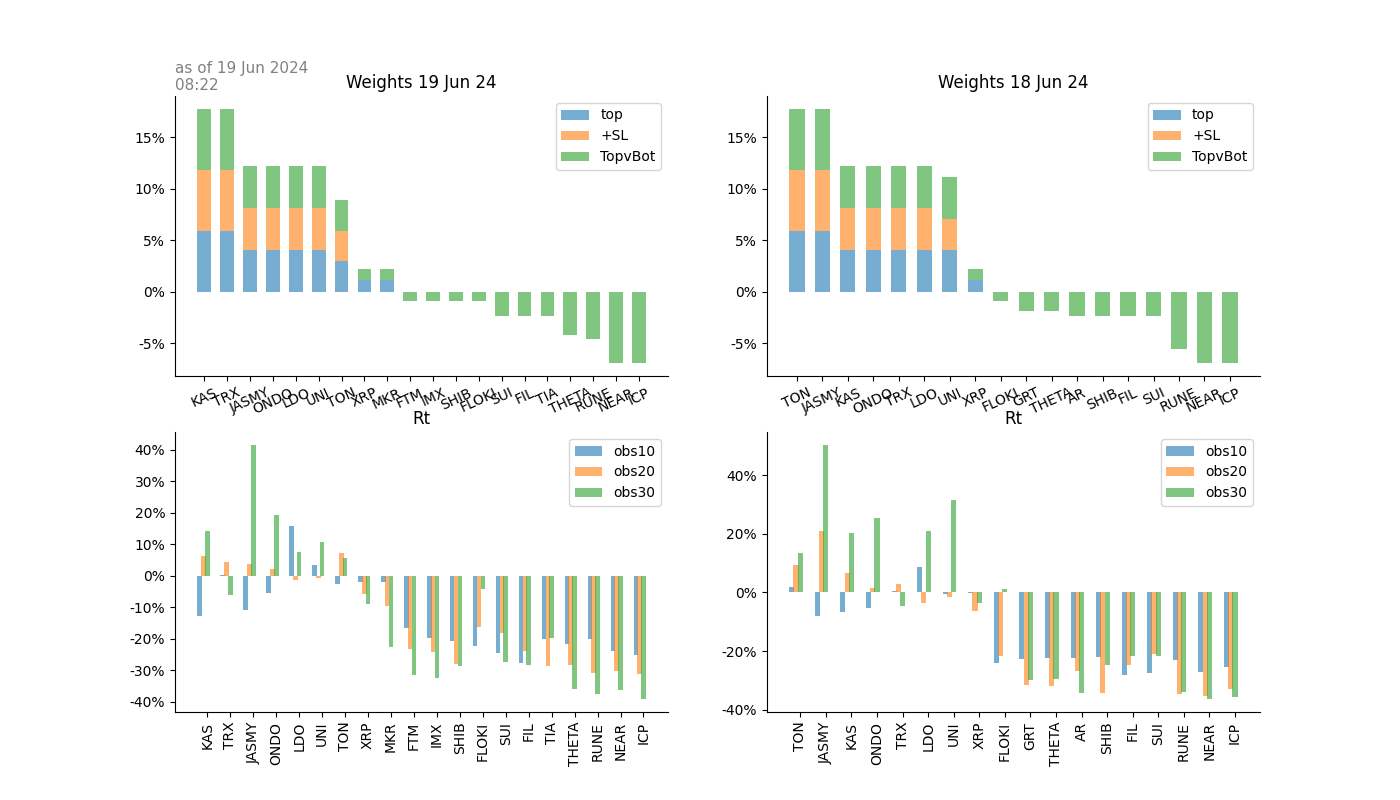 as of 19 Jun 2024
08:22
Weights 19 Jun 24
top
+SL
TopvBot
15%
10%
5%
0%
-5%
KAS TRX JASMY ONDO LDO UNI TON XRP MKR FTM IMX SHIB FLOKI SUI FIL TIA THETA RUNE NEAR ICP
Weights 18 Jun 24
top
+SL
TopvBot
15%
10%
5%
0%
-5%
TON JASMY KAS ONDO TRX LDO UNI XRP FLOKI GRT THETA AR SHIB FIL SUI RUNE NEAR ICP
Rt
obs10
obs20
obs30
40%
30%
20%
10%
0%
-10%
-20%
-30%
-40%
KAS TRX JASMY ONDO LDO UNI TON XRP MKR FTM IMX SHIB FLOKI SUI FIL TIA THETA RUNE NEAR ICP
Rt
obs10
obs20
obs30
40%
20%
0%
-20%
-40%
TON JASMY KAS ONDO TRX LDO UNI XRP FLOKI GRT THETA AR SHIB FIL SUI RUNE NEAR ICP